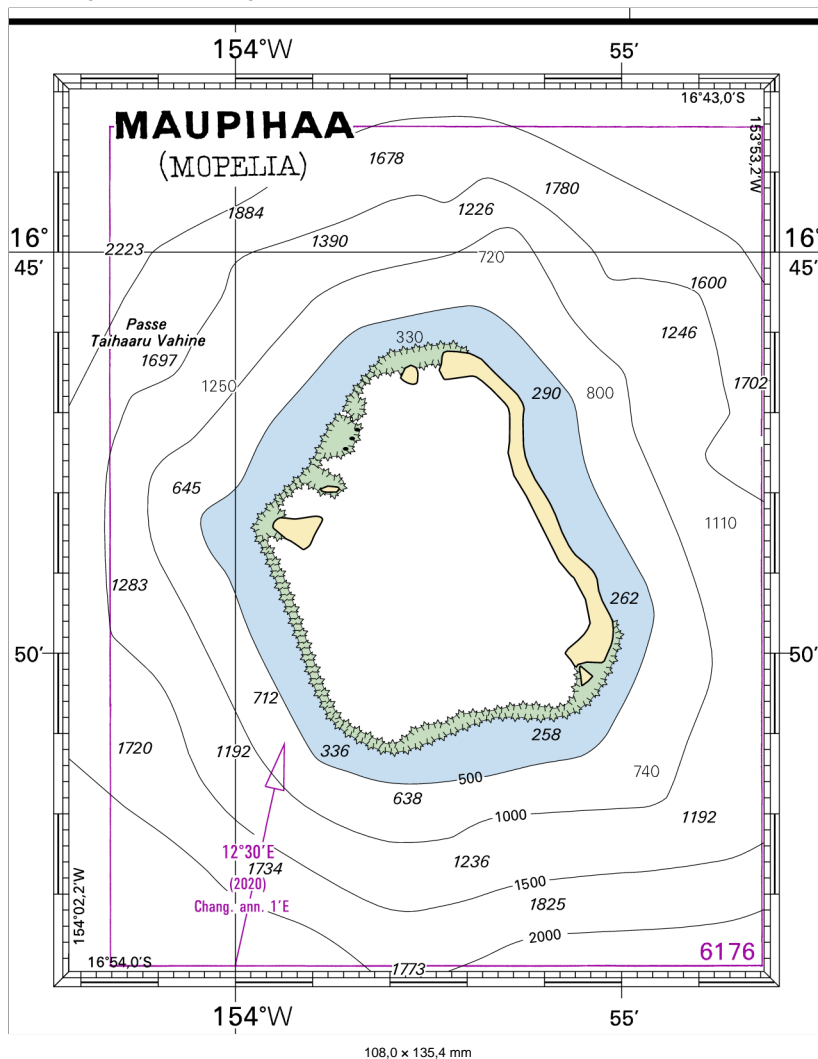 154°W 55'
16°43,0'S
MAUPIHAA
(MOPELIA)
153°53,2'W
1678
1780
1884 1226
16° 16°
1390
2223 720
45' 45'
1600
Passe
Taihaaru Vahine
1697
330 1246
1702
1250 290 800
645
1110
1283 262
50' 50'
712
1720 1192 336 258
740
500
638
1000 1192
12°30'E
1734 1236
(2020)
1500
Chang. ann. 1'E
1825
154°02,2'W
2000
6176
16°54,0'S 1773
154°W 55'
108,0 × 135,4 mm